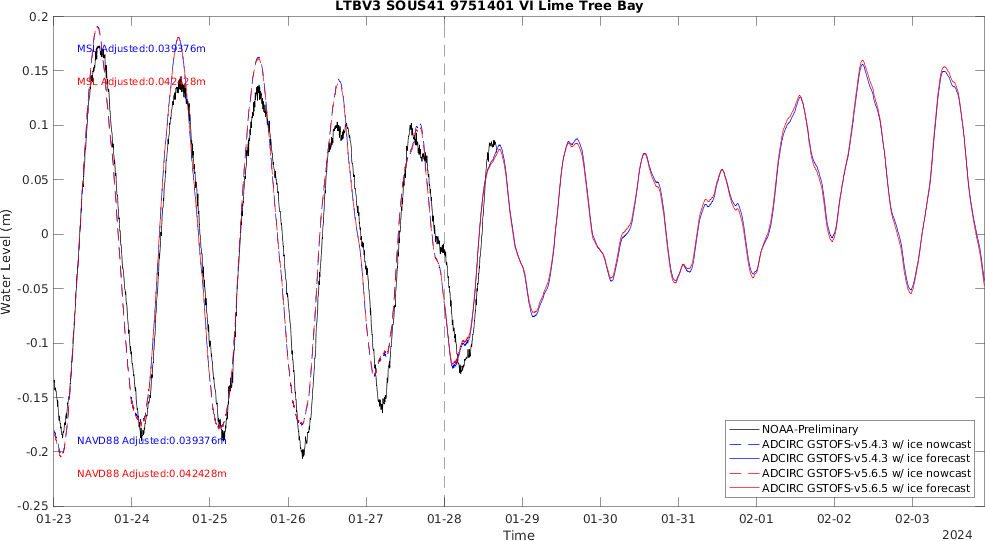 LTBV3 SOUS41 9751401 VI Lime Tree Bay
Water Level (m)
0.2
0.15
0.1
0.05
0
-0.05
-0.1
-0.15
-0.2
-0.25
MSL Adjusted:0.039376m
MSL Adjusted:0.042428m
NAVD88 Adjusted:0.039376m
NAVD88 Adjusted:0.042428m
NOAA-Preliminary
ADCIRC GSTOFS-v5.4.3 w/ ice nowcast
ADCIRC GSTOFS-v5.4.3 w/ ice forecast
ADCIRC GSTOFS-v5.6.5 w/ ice nowcast
ADCIRC GSTOFS-v5.6.5 w/ ice forecast
01-23 01-24 01-25 01-26 01-27 01-28 01-29 01-30 01-31 02-01 02-02 02-03
Time
2024